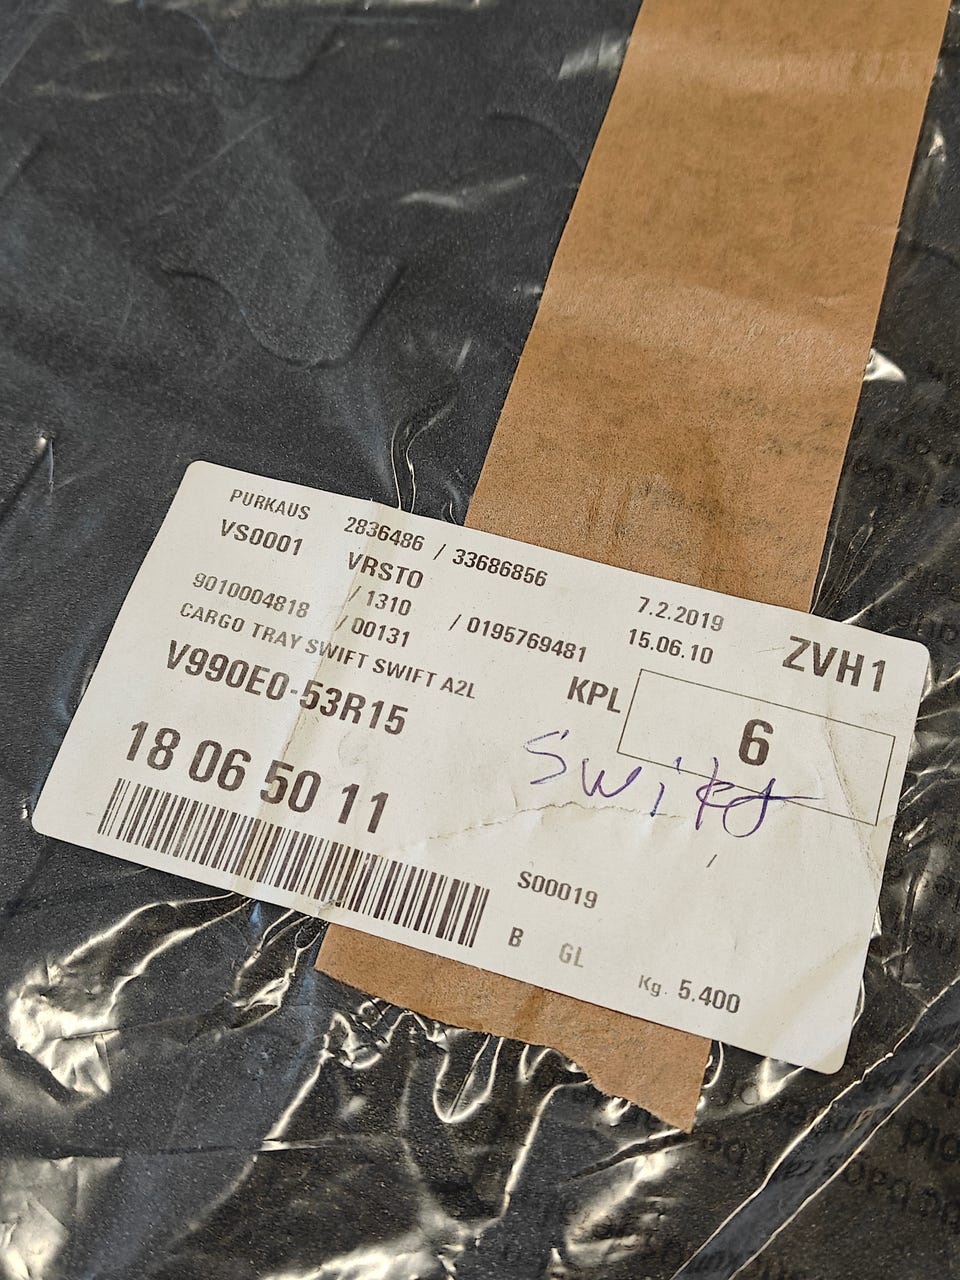 PURKAUS 2836486 / 33686856
VS0001 VRSTO 7.2.2019
/ 1310 15.06.10 ZVH1
9010004818 / 00131 / 0195769481
CARGO TRAY SWIFT SWIFT A2L
V990E0-53R15 KPL 6
Swift
18 06 50 11
S00019
B GL
Kg. 5.400